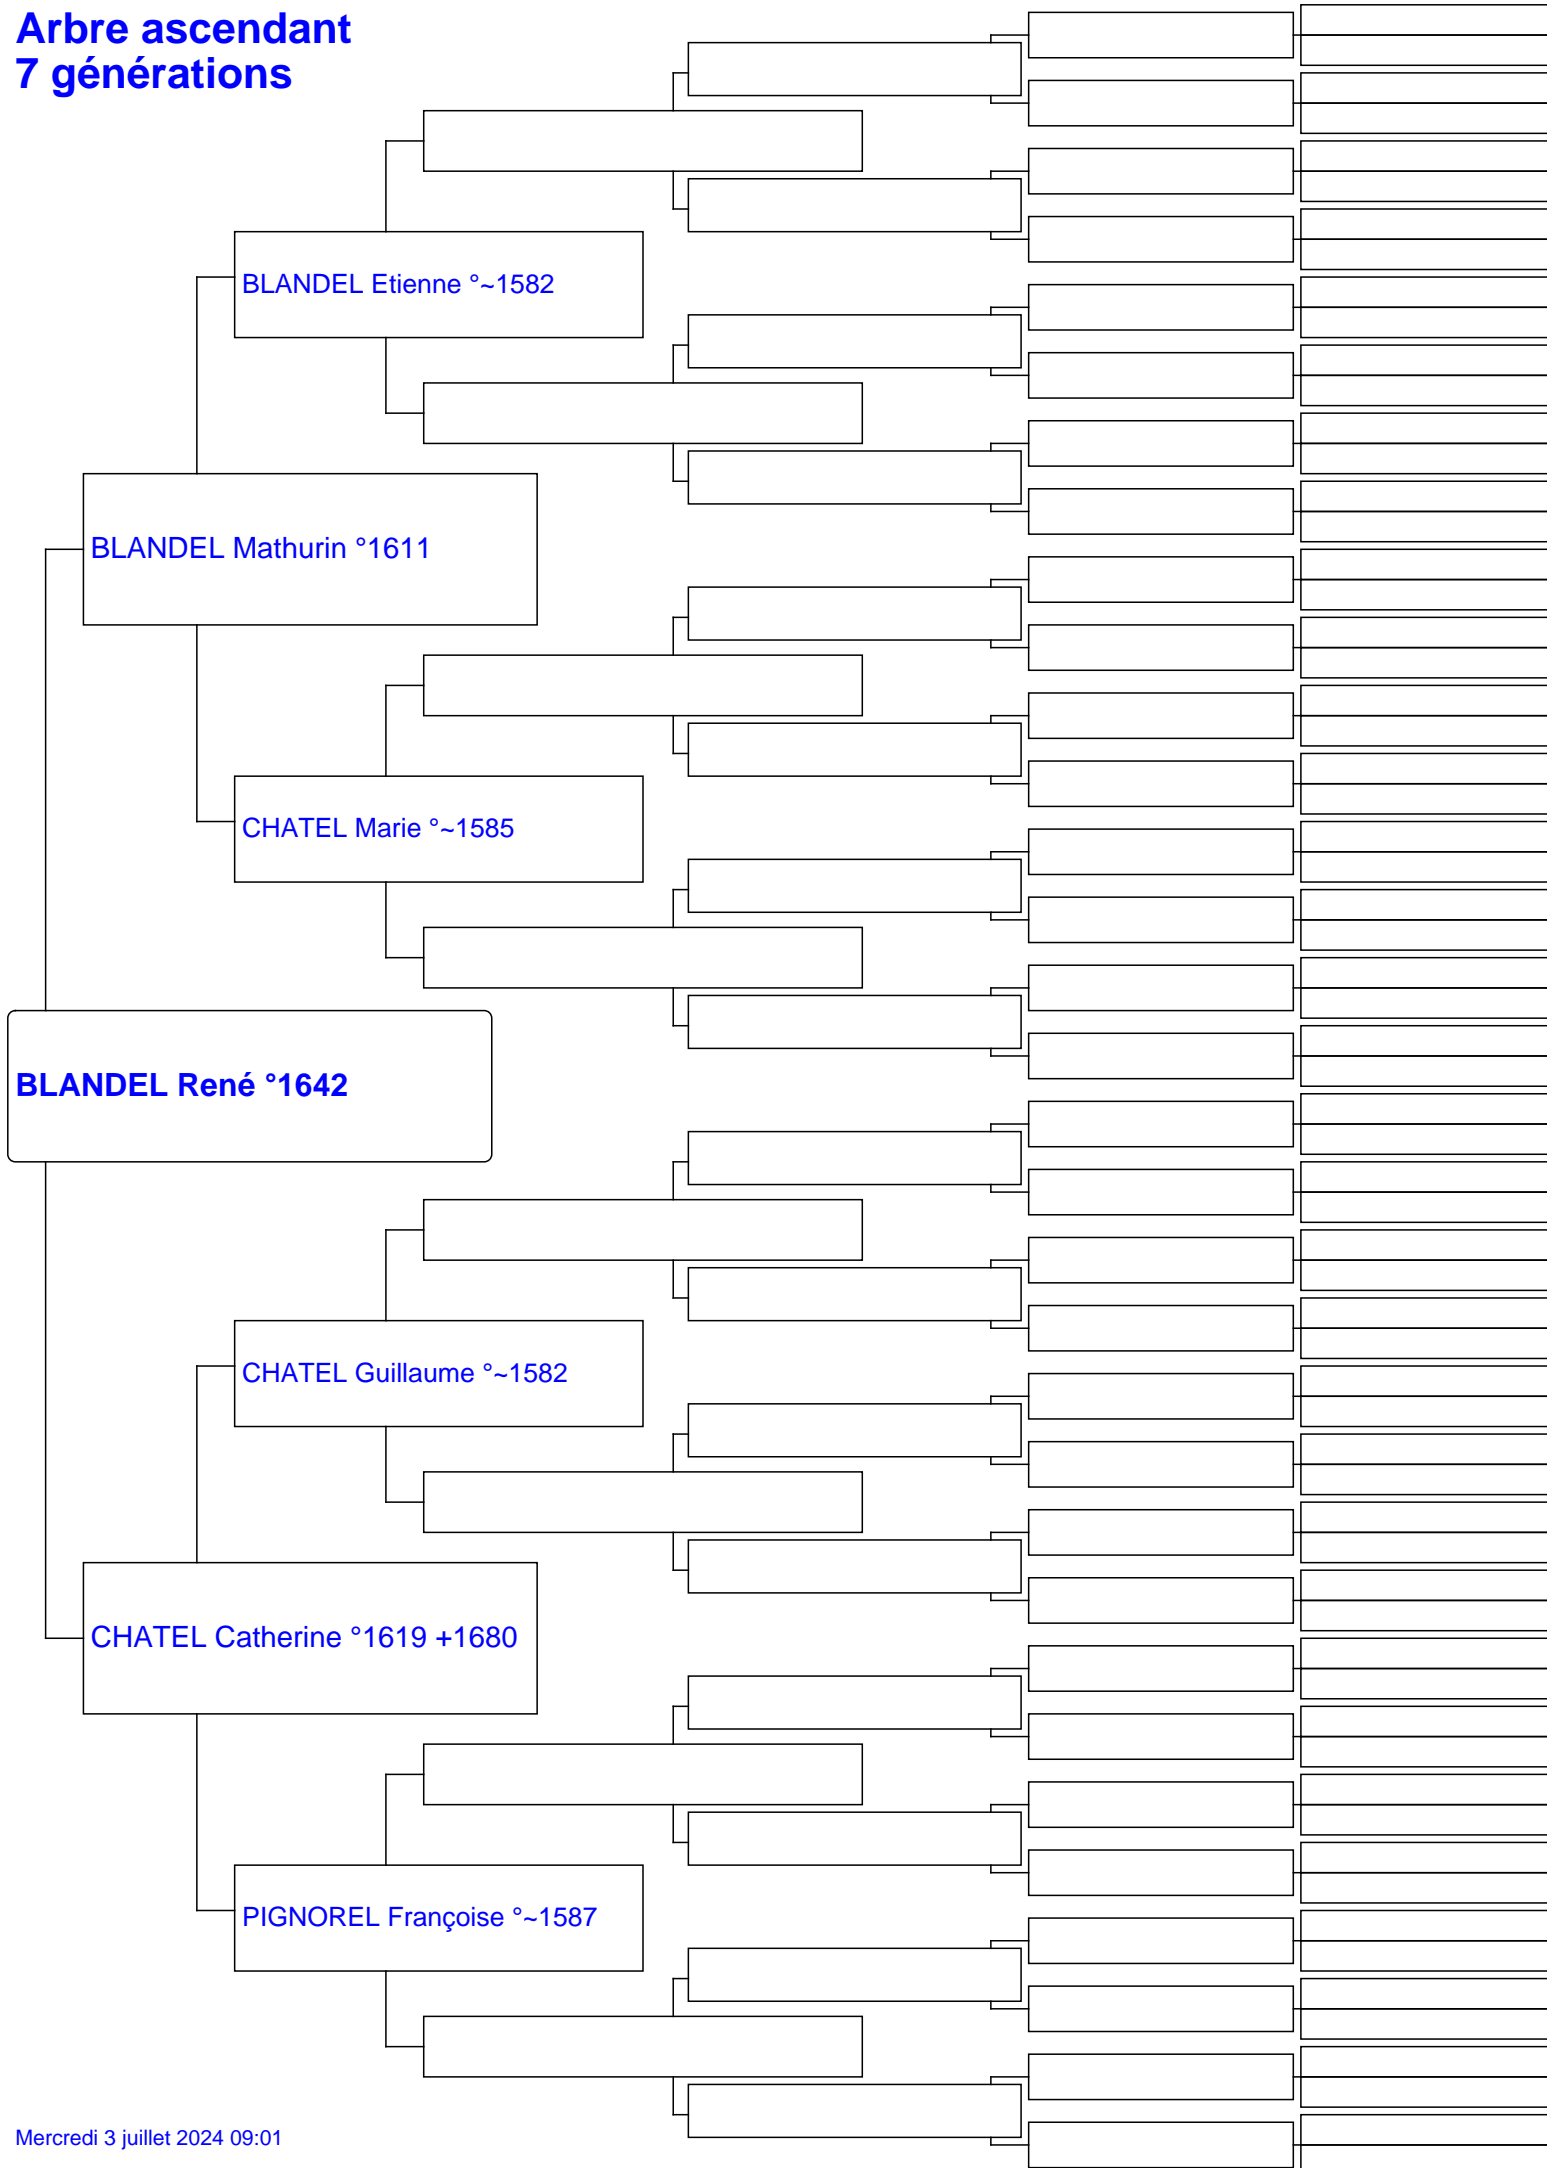 Arbre ascendant
7 générations
BLANDEL Etienne °~1582
BLANDEL Mathurin °1611
CHATEL Marie °~1585
BLANDEL René °1642
CHATEL Guillaume °~1582
CHATEL Catherine °1619 +1680
PIGNOREL Françoise °~1587
Mercredi 3 juillet 2024 09:01